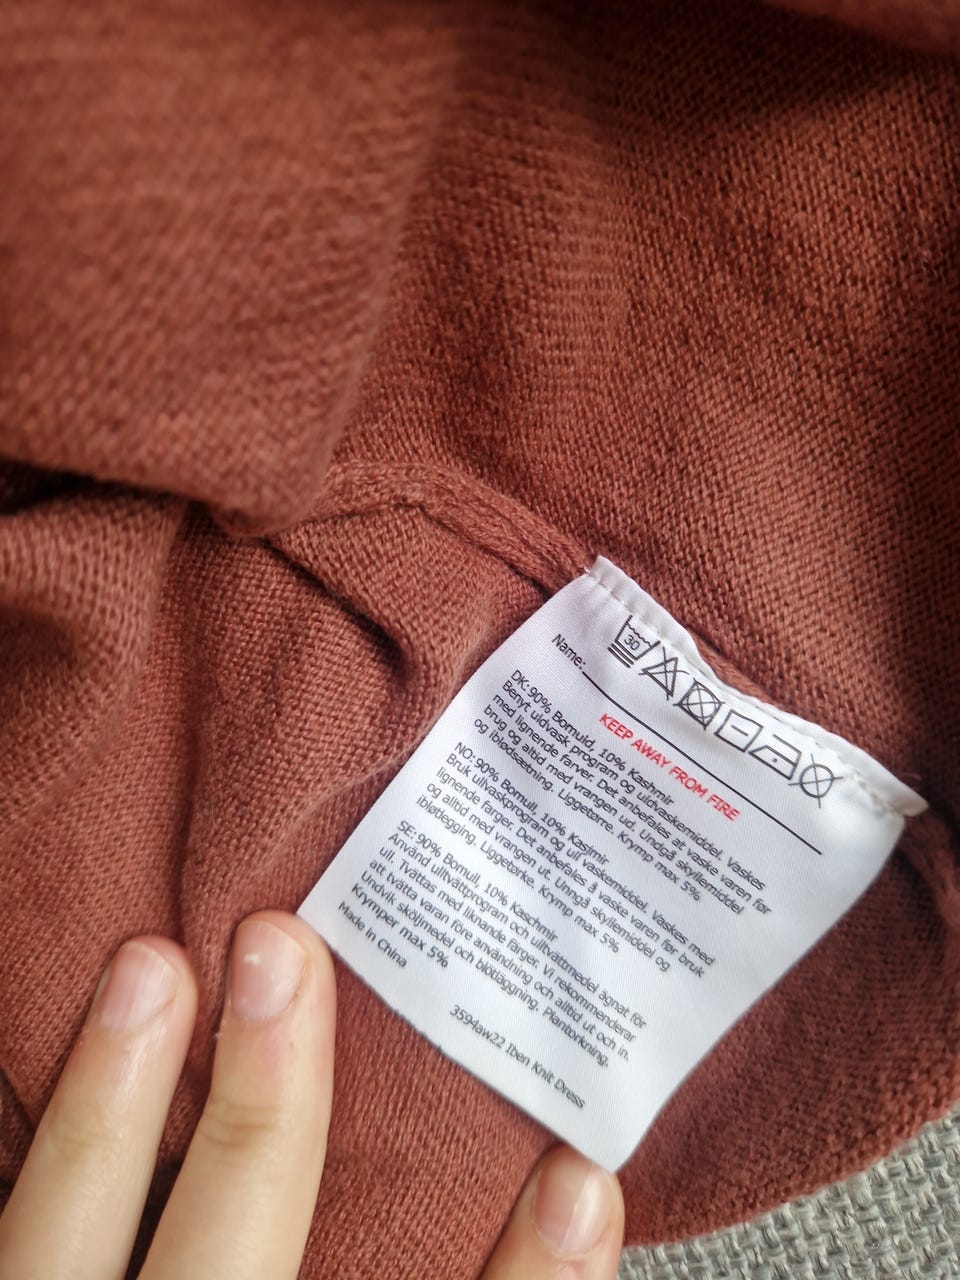 30
Name:
KEEP AWAY FROM FIRE
DK: 90% Bomuld, 10% Kashmir
Benyt uldvask program og uldvaskemiddel. Vaskes
med lignende farver. Det anbefales at vaske varen før
brug og altid med vrangen ud. Undgå skyllemiddel
og iblødsætning. Liggetørre. Krymp max 5%
NO: 90% Bomull, 10% Kasjmir
Bruk ullvaskprogram og ull vaskemiddel. Vaskes med
lignende farger. Det anbefales å vaske varen før bruk
og alltid med vrangen ut. Unngå skyllemiddel og
ibløtlegging. Liggetørke. Krymp max 5%
SE: 90% Bomull, 10% Kaschmir
Använd ulltvättprogram och ulltvättmedel ägnat för
ull. Tvättas med liknande färger. Vi rekommenderar
att tvätta varan före användning och alltid ut och in.
Undvik sköljmedel och blötläggning. Plantorkning.
Krymper max 5%
Made in China
3594aw22 Iben Knit Dress